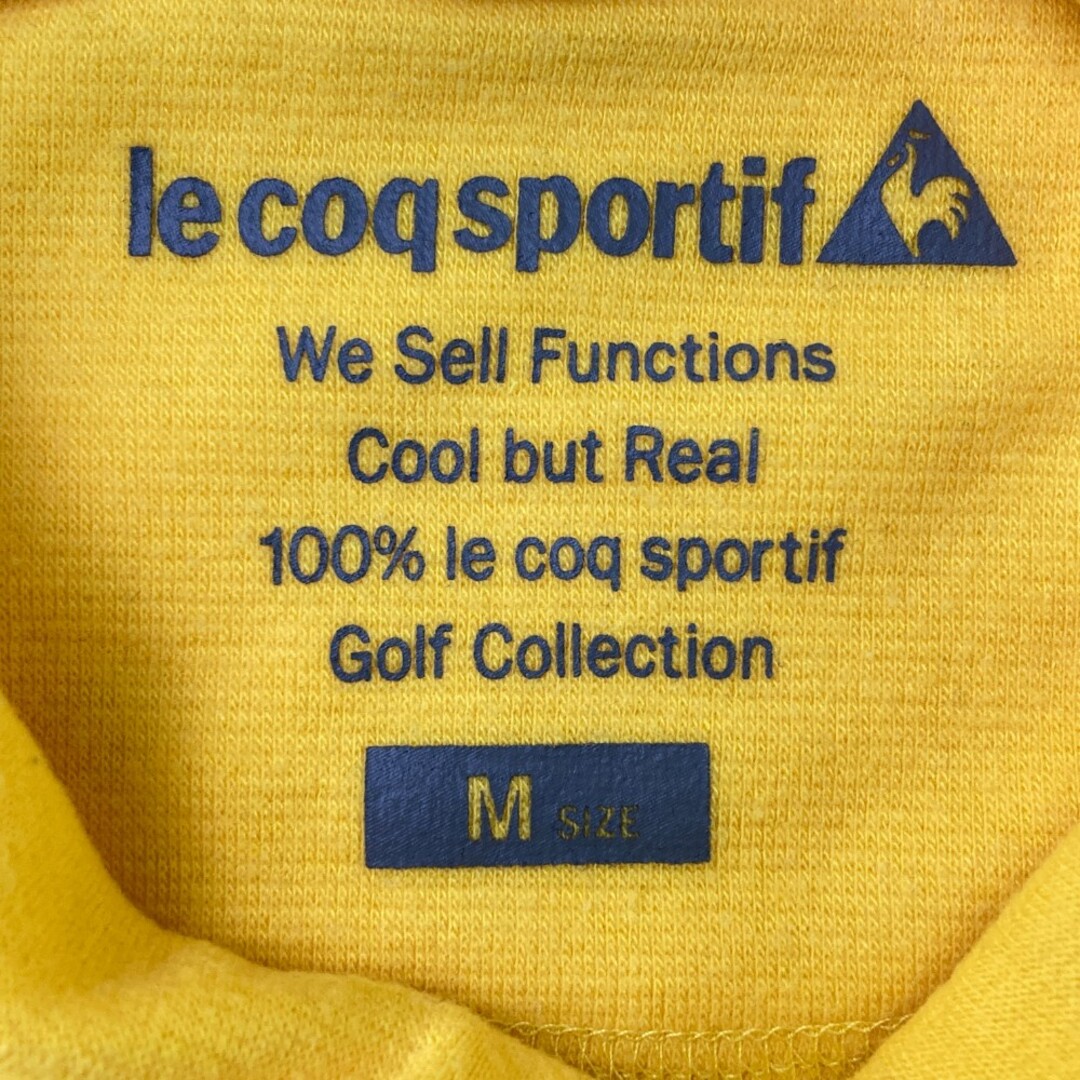 le coq sportif
We Sell Functions
Cool but Real
100% le coq sportif
Golf Collection
M SIZE